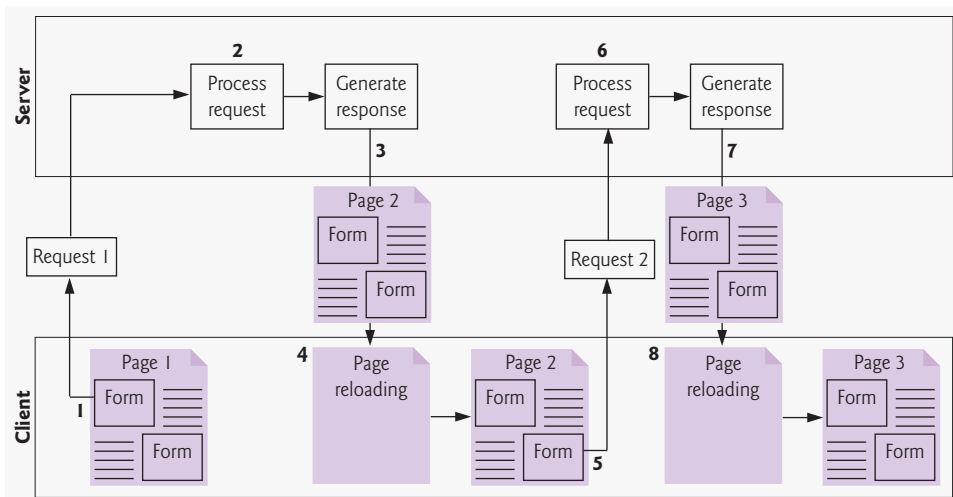 Server
2
Process
request
Generate
response
3
6
Process
request
Generate
response
7
Request 1
Page 2
Form
Form
Request 2
Page 3
Form
Form
Client
1
Page 1
Form
Form
4
Page
reloading
Page 2
Form
Form
5
8
Page
reloading
Page 3
Form
Form